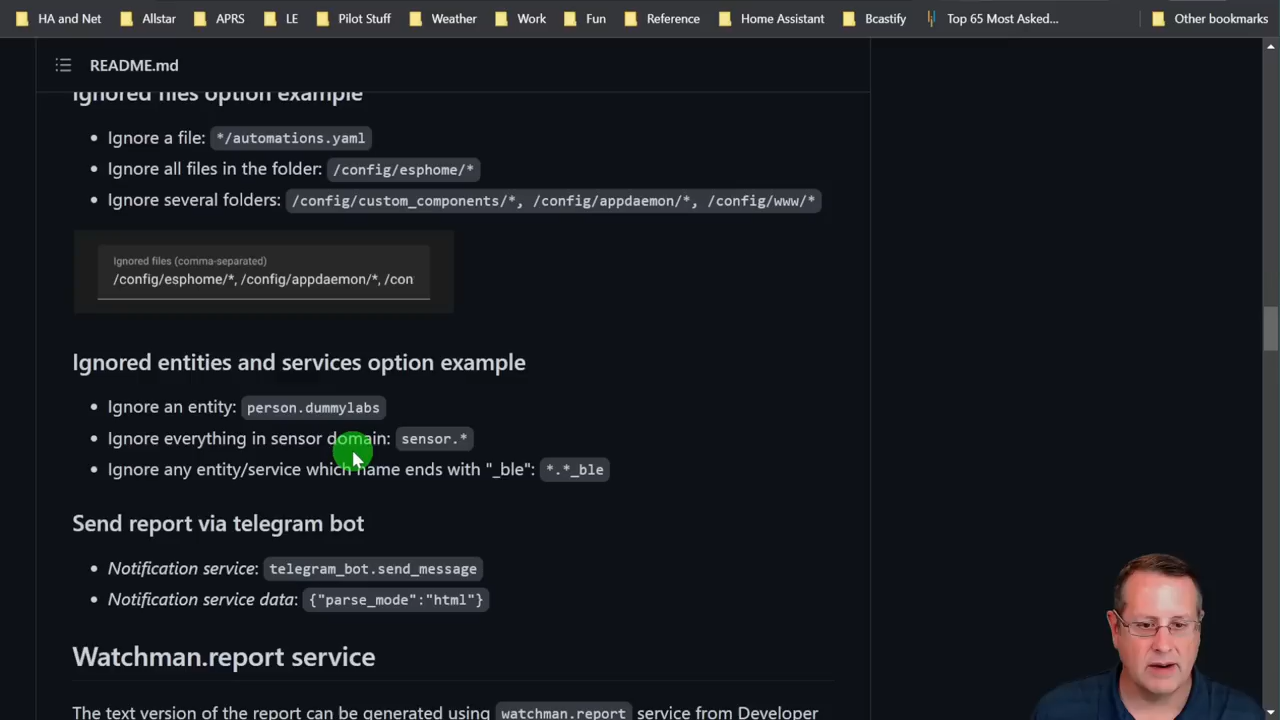 HA and Net Allstar APRS LE Pilot Stuff Weather Work Fun Reference Home Assistant Bcastify Top 65 Most Asked... Other bookmarks
README.md
Ignored files option example
Ignore a file: */automations.yaml
Ignore all files in the folder: /config/esphome/*
Ignore several folders: /config/custom_components/*, /config/appdaemon/*, /config/www/*
Ignored files (comma-separated)
/config/esphome/*, /config/appdaemon/*, /con
Ignored entities and services option example
Ignore an entity: person.dummylabs
Ignore everything in sensor domain: sensor.*
Ignore any entity/service which name ends with "_ble": *.*_ble
Send report via telegram bot
Notification service: telegram_bot.send_message
Notification service data: {"parse_mode":"html"}
Watchman.report service
The text version of the report can be generated using watchman.report service from Developer